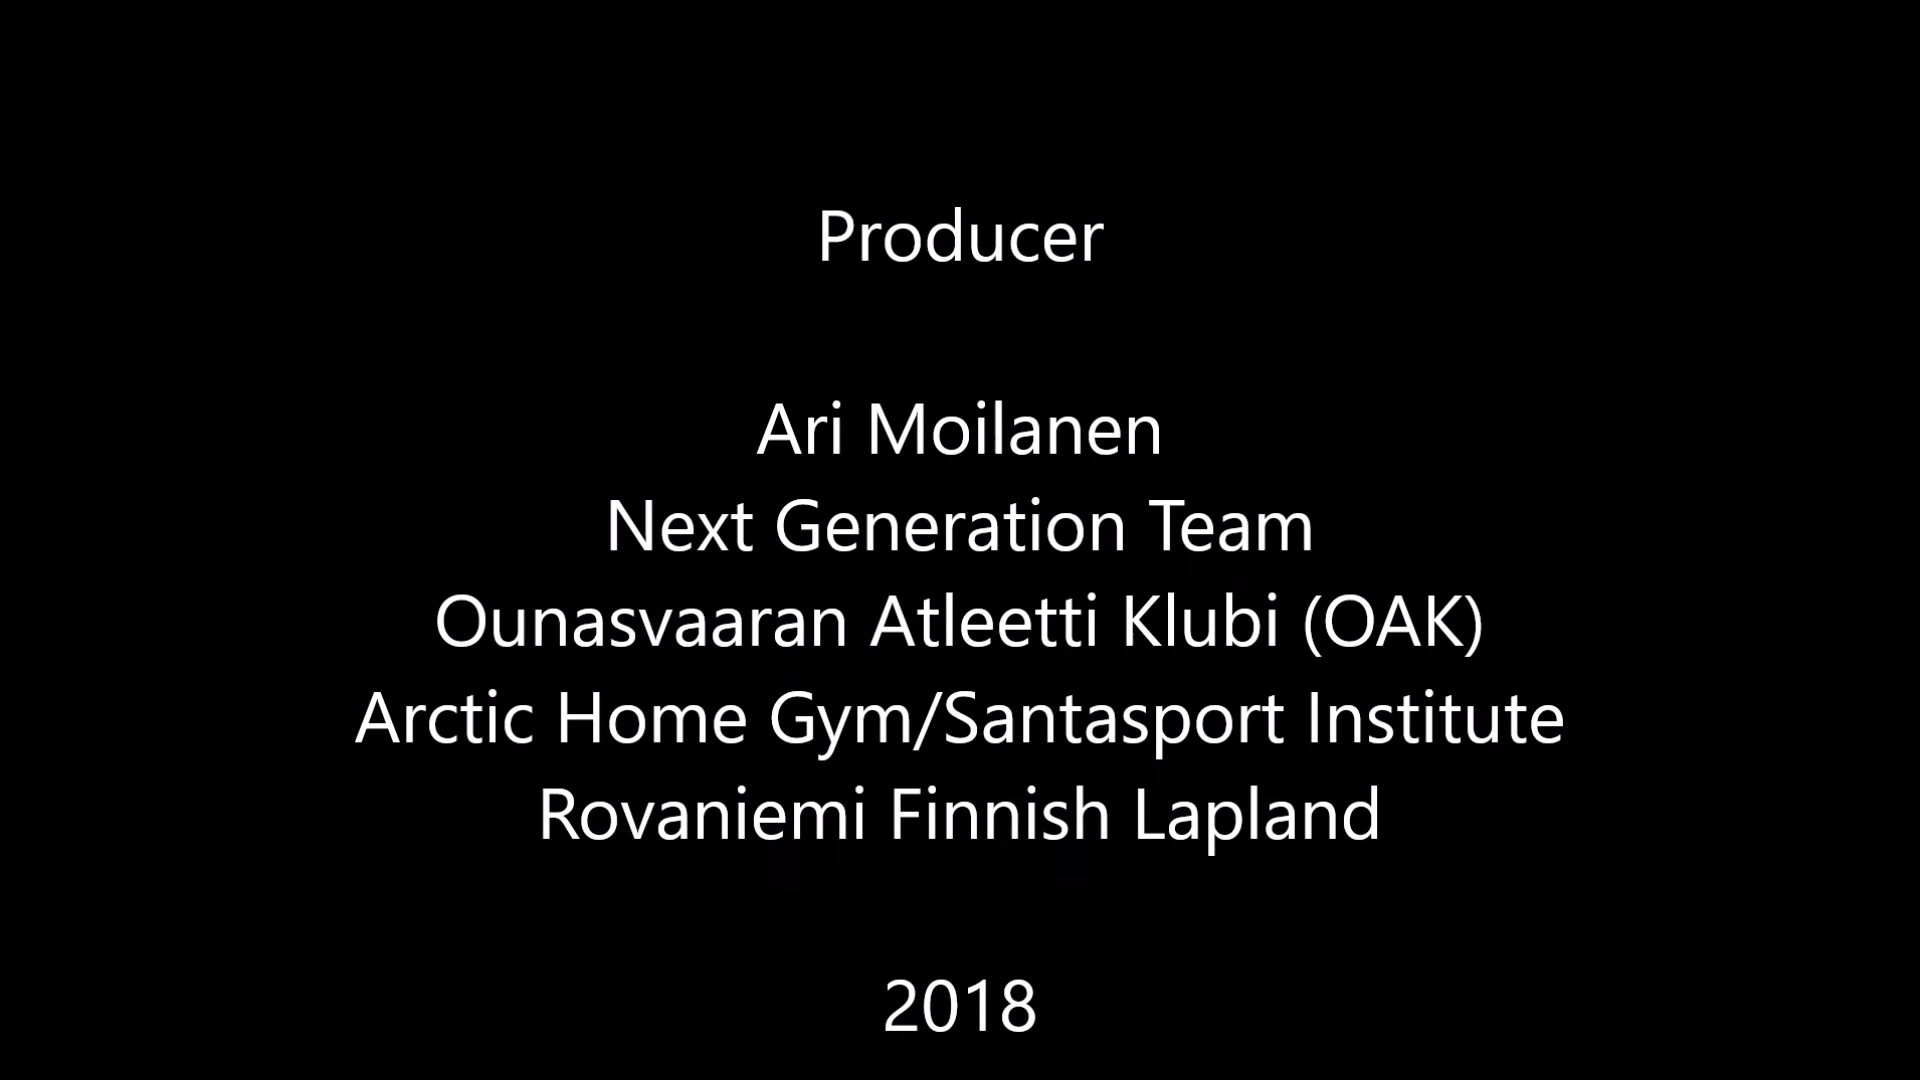 Producer
Ari Moilanen
Next Generation Team
Ounasvaaran Atleetti Klubi (OAK)
Arctic Home Gym/Santasport Institute
Rovaniemi Finnish Lapland
2018